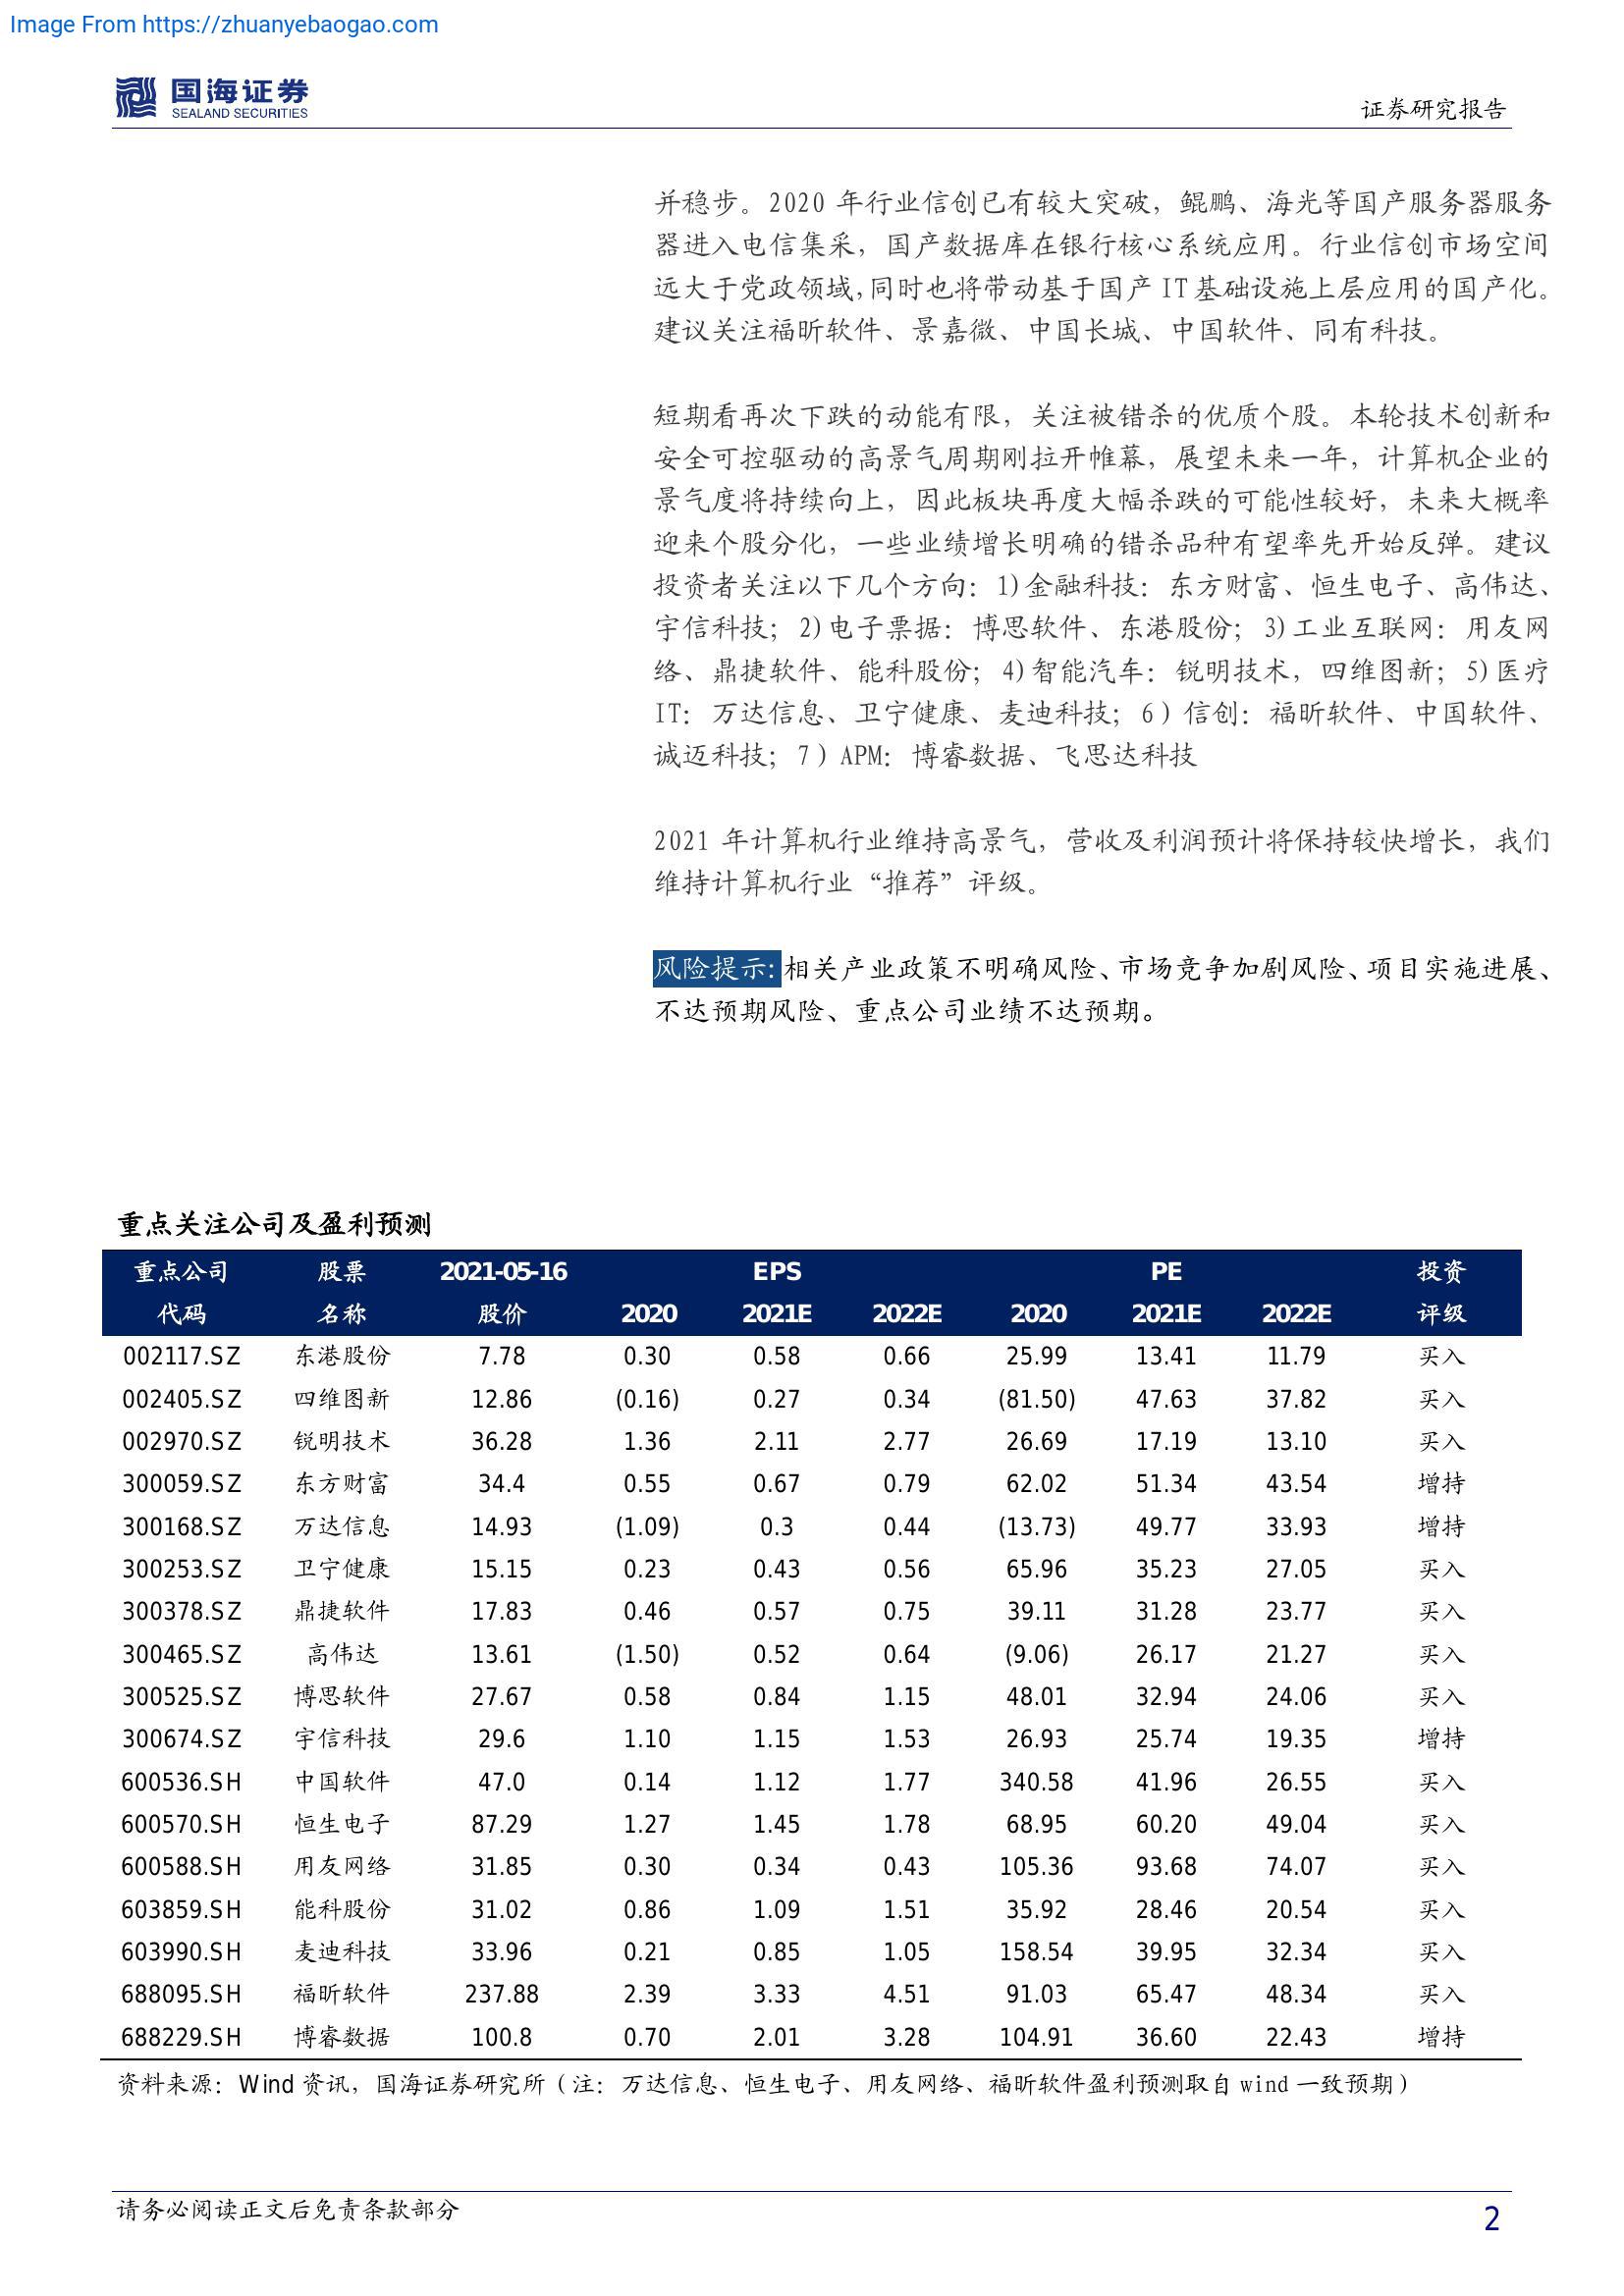 Image From https://zhuanyebaogao.com
国海证券
SEALAND SECURITIES
证券研究报告
并稳步。2020 年行业信创已有较大突破，鲲鹏、海光等国产服务器服务
器进入电信集采，国产数据库在银行核心系统应用。行业信创市场空间
远大于党政领域,同时也将带动基于国产 IT 基础设施上层应用的国产化。
建议关注福昕软件、景嘉微、中国长城、中国软件、同有科技。
短期看再次下跌的动能有限，关注被错杀的优质个股。本轮技术创新和
安全可控驱动的高景气周期刚拉开帷幕，展望未来一年，计算机企业的
景气度将持续向上，因此板块再度大幅杀跌的可能性较好，未来大概率
迎来个股分化，一些业绩增长明确的错杀品种有望率先开始反弹。建议
投资者关注以下几个方向：1)金融科技：东方财富、恒生电子、高伟达、
宇信科技；2)电子票据：博思软件、东港股份；3)工业互联网：用友网
络、鼎捷软件、能科股份；4)智能汽车：锐明技术，四维图新；5)医疗
IT：万达信息、卫宁健康、麦迪科技；6）信创：福昕软件、中国软件、
诚迈科技；7）APM：博睿数据、飞思达科技
2021 年计算机行业维持高景气，营收及利润预计将保持较快增长，我们
维持计算机行业“推荐”评级。
风险提示:相关产业政策不明确风险、市场竞争加剧风险、项目实施进展、
不达预期风险、重点公司业绩不达预期。
重点关注公司及盈利预测
重点公司 股票 2021-05-16 EPS PE 投资
代码 名称 股价 2020 2021E 2022E 2020 2021E 2022E 评级
002117.SZ 东港股份 7.78 0.30 0.58 0.66 25.99 13.41 11.79 买入
002405.SZ 四维图新 12.86 (0.16) 0.27 0.34 (81.50) 47.63 37.82 买入
002970.SZ 锐明技术 36.28 1.36 2.11 2.77 26.69 17.19 13.10 买入
300059.SZ 东方财富 34.4 0.55 0.67 0.79 62.02 51.34 43.54 增持
300168.SZ 万达信息 14.93 (1.09) 0.3 0.44 (13.73) 49.77 33.93 增持
300253.SZ 卫宁健康 15.15 0.23 0.43 0.56 65.96 35.23 27.05 买入
300378.SZ 鼎捷软件 17.83 0.46 0.57 0.75 39.11 31.28 23.77 买入
300465.SZ 高伟达 13.61 (1.50) 0.52 0.64 (9.06) 26.17 21.27 买入
300525.SZ 博思软件 27.67 0.58 0.84 1.15 48.01 32.94 24.06 买入
300674.SZ 宇信科技 29.6 1.10 1.15 1.53 26.93 25.74 19.35 增持
600536.SH 中国软件 47.0 0.14 1.12 1.77 340.58 41.96 26.55 买入
600570.SH 恒生电子 87.29 1.27 1.45 1.78 68.95 60.20 49.04 买入
600588.SH 用友网络 31.85 0.30 0.34 0.43 105.36 93.68 74.07 买入
603859.SH 能科股份 31.02 0.86 1.09 1.51 35.92 28.46 20.54 买入
603990.SH 麦迪科技 33.96 0.21 0.85 1.05 158.54 39.95 32.34 买入
688095.SH 福昕软件 237.88 2.39 3.33 4.51 91.03 65.47 48.34 买入
688229.SH 博睿数据 100.8 0.70 2.01 3.28 104.91 36.60 22.43 增持
资料来源：Wind 资讯，国海证券研究所（注：万达信息、恒生电子、用友网络、福昕软件盈利预测取自 wind 一致预期）
请务必阅读正文后免责条款部分
2